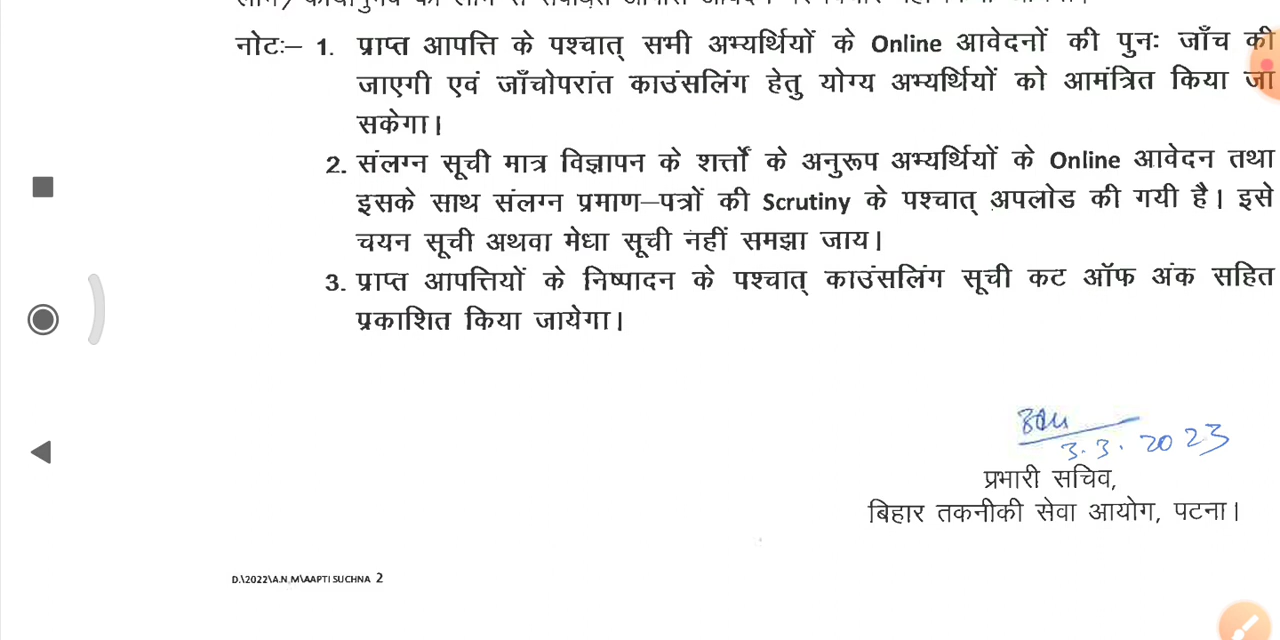 नोटः– 1. प्राप्त आपत्ति के पश्चात् सभी अभ्यर्थियों के Online आवेदनों की पुनः जाँच की
जाएगी एवं जाँचोपरांत काउंसलिंग हेतु योग्य अभ्यर्थियों को आमंत्रित किया जा
सकेगा।
2. संलग्न सूची मात्र विज्ञापन के शर्त्तों के अनुरूप अभ्यर्थियों के Online आवेदन तथा
इसके साथ संलग्न प्रमाण–पत्रों की Scrutiny के पश्चात् अपलोड की गयी है। इसे
चयन सूची अथवा मेधा सूची नहीं समझा जाय।
3. प्राप्त आपत्तियों के निष्पादन के पश्चात् काउंसलिंग सूची कट ऑफ अंक सहित
प्रकाशित किया जायेगा।
3.3.2023
प्रभारी सचिव,
बिहार तकनीकी सेवा आयोग, पटना।
D.\2022\A.N.M\AAPTI SUCHNA 2